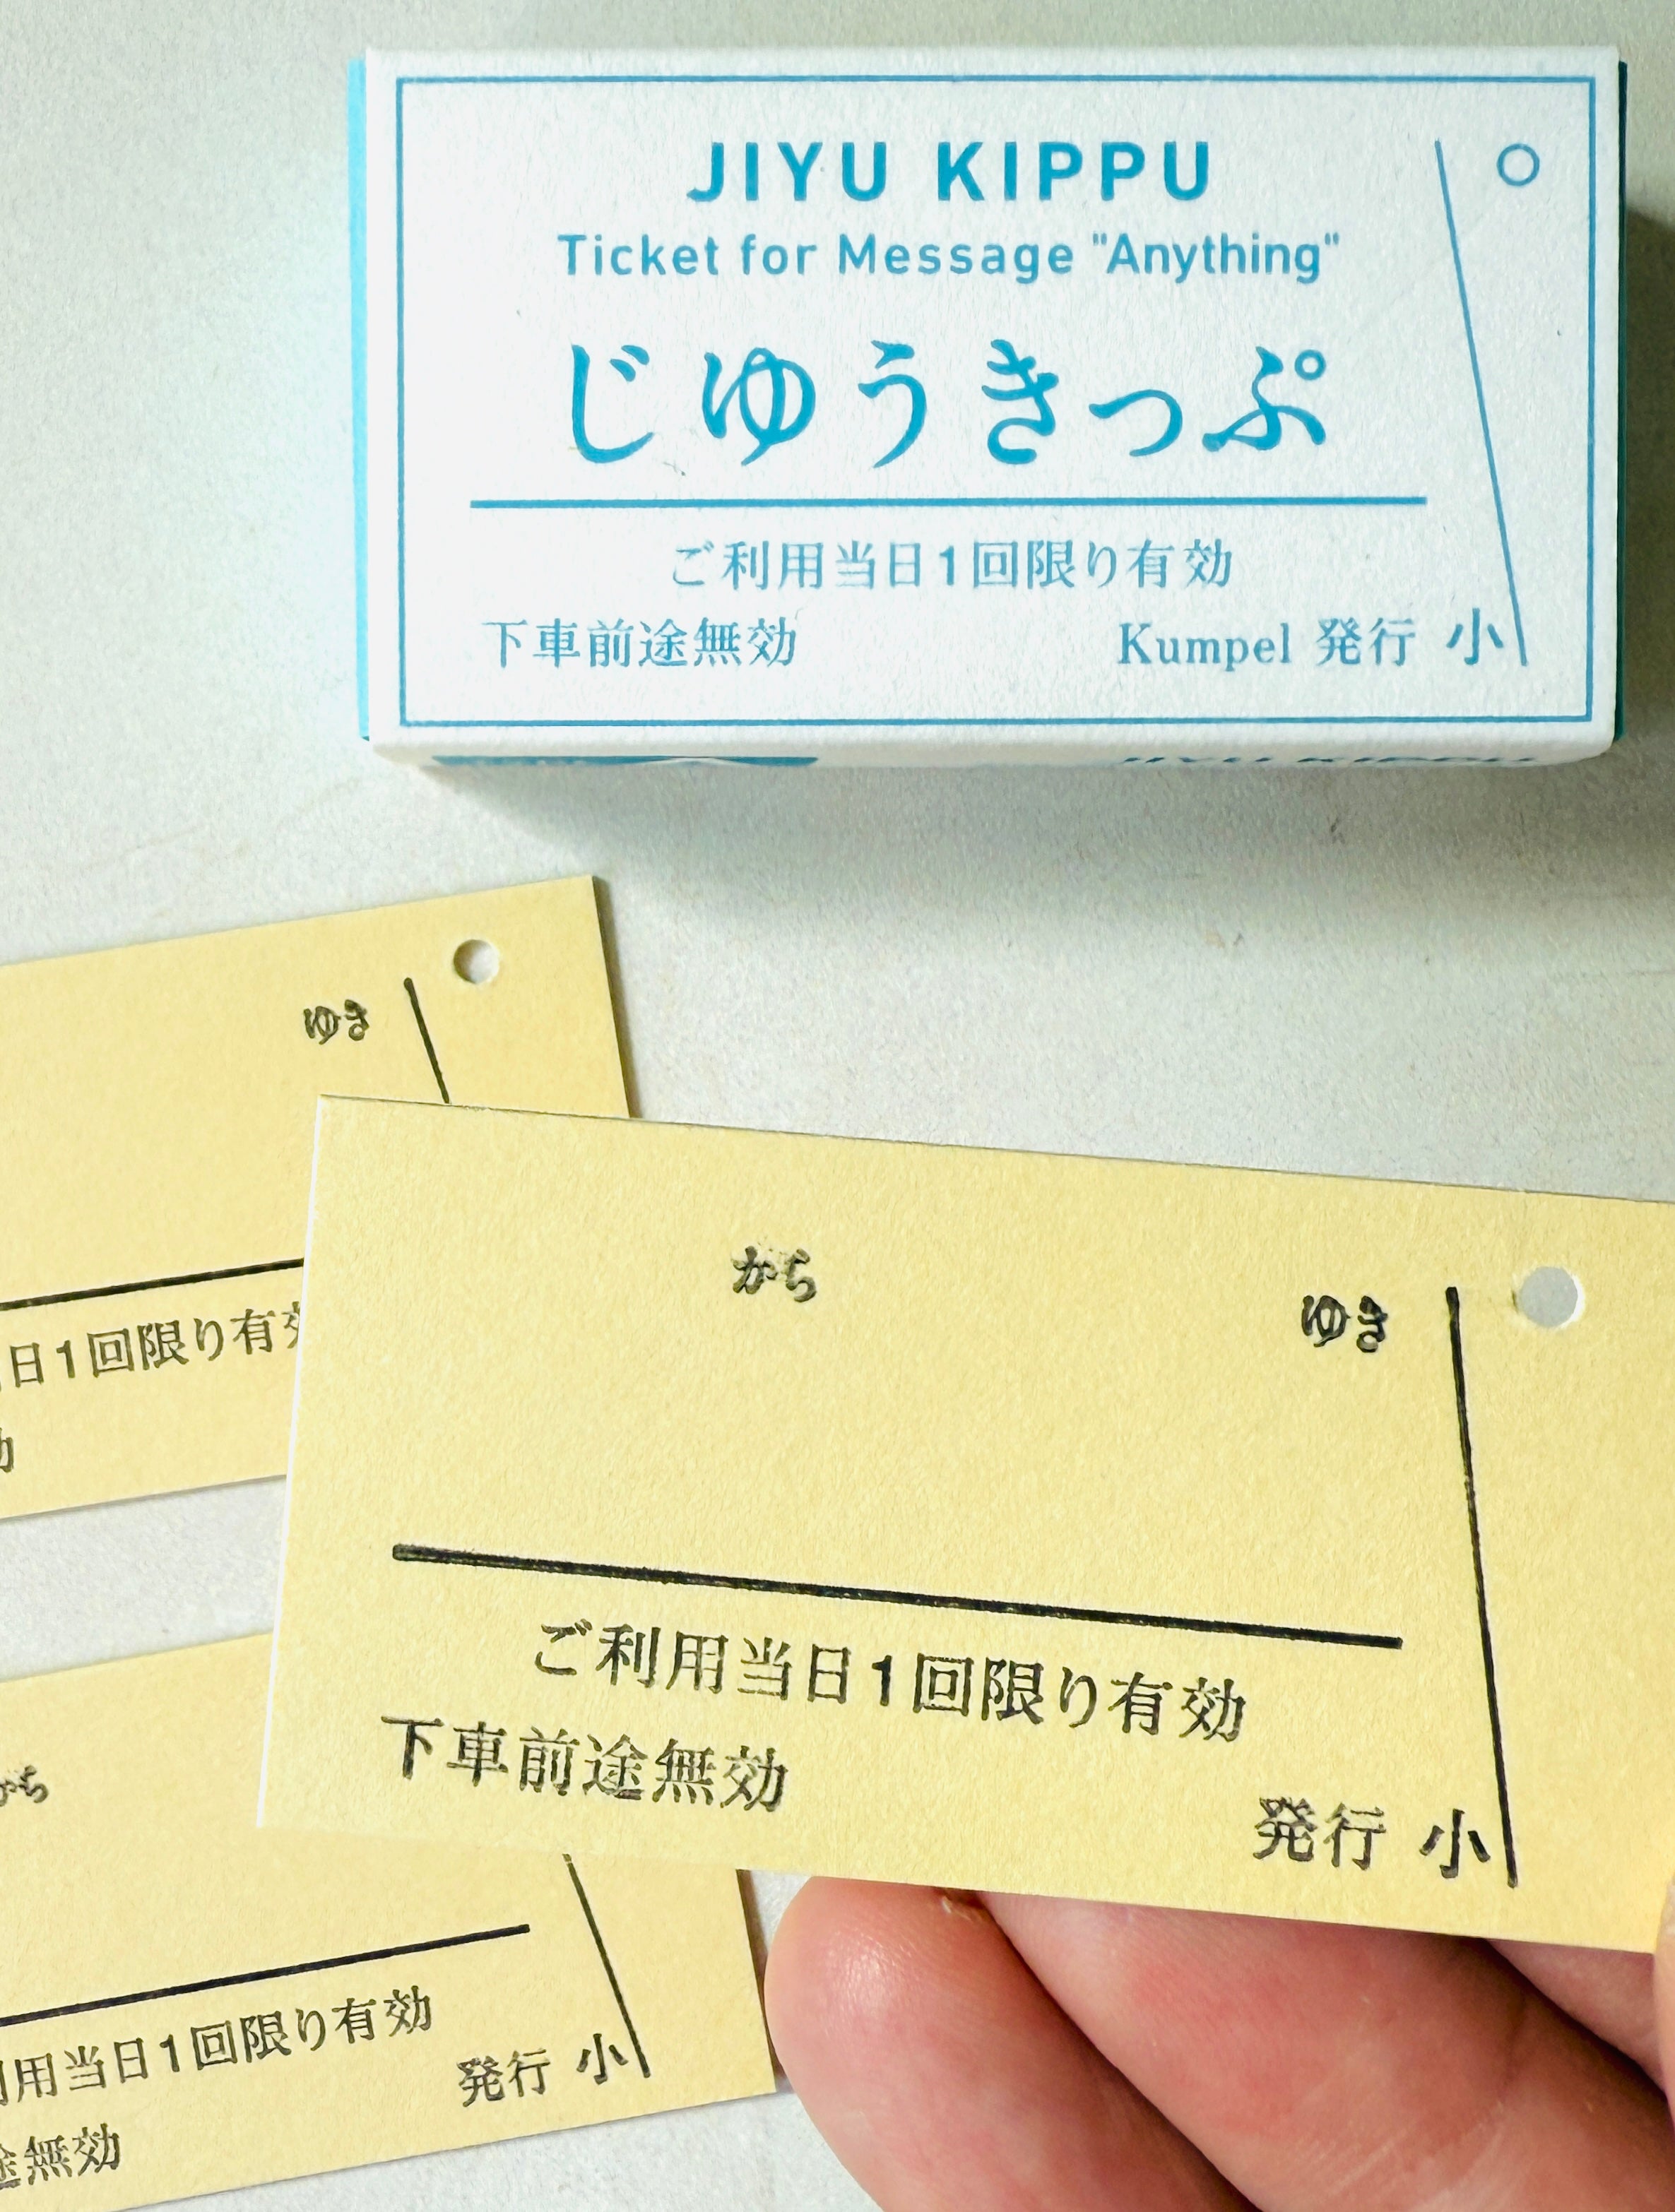 JIYU KIPPU
Ticket for Message "Anything"
じゆうきっぷ
ご利用当日1回限り有効
下車前途無効
Kumpel 発行 小
ゆき
日1回限り有
から
ゆき
ご利用当日1回限り有効
下車前途無効
発行 小
用当日1回限り有効
発行 小
無効